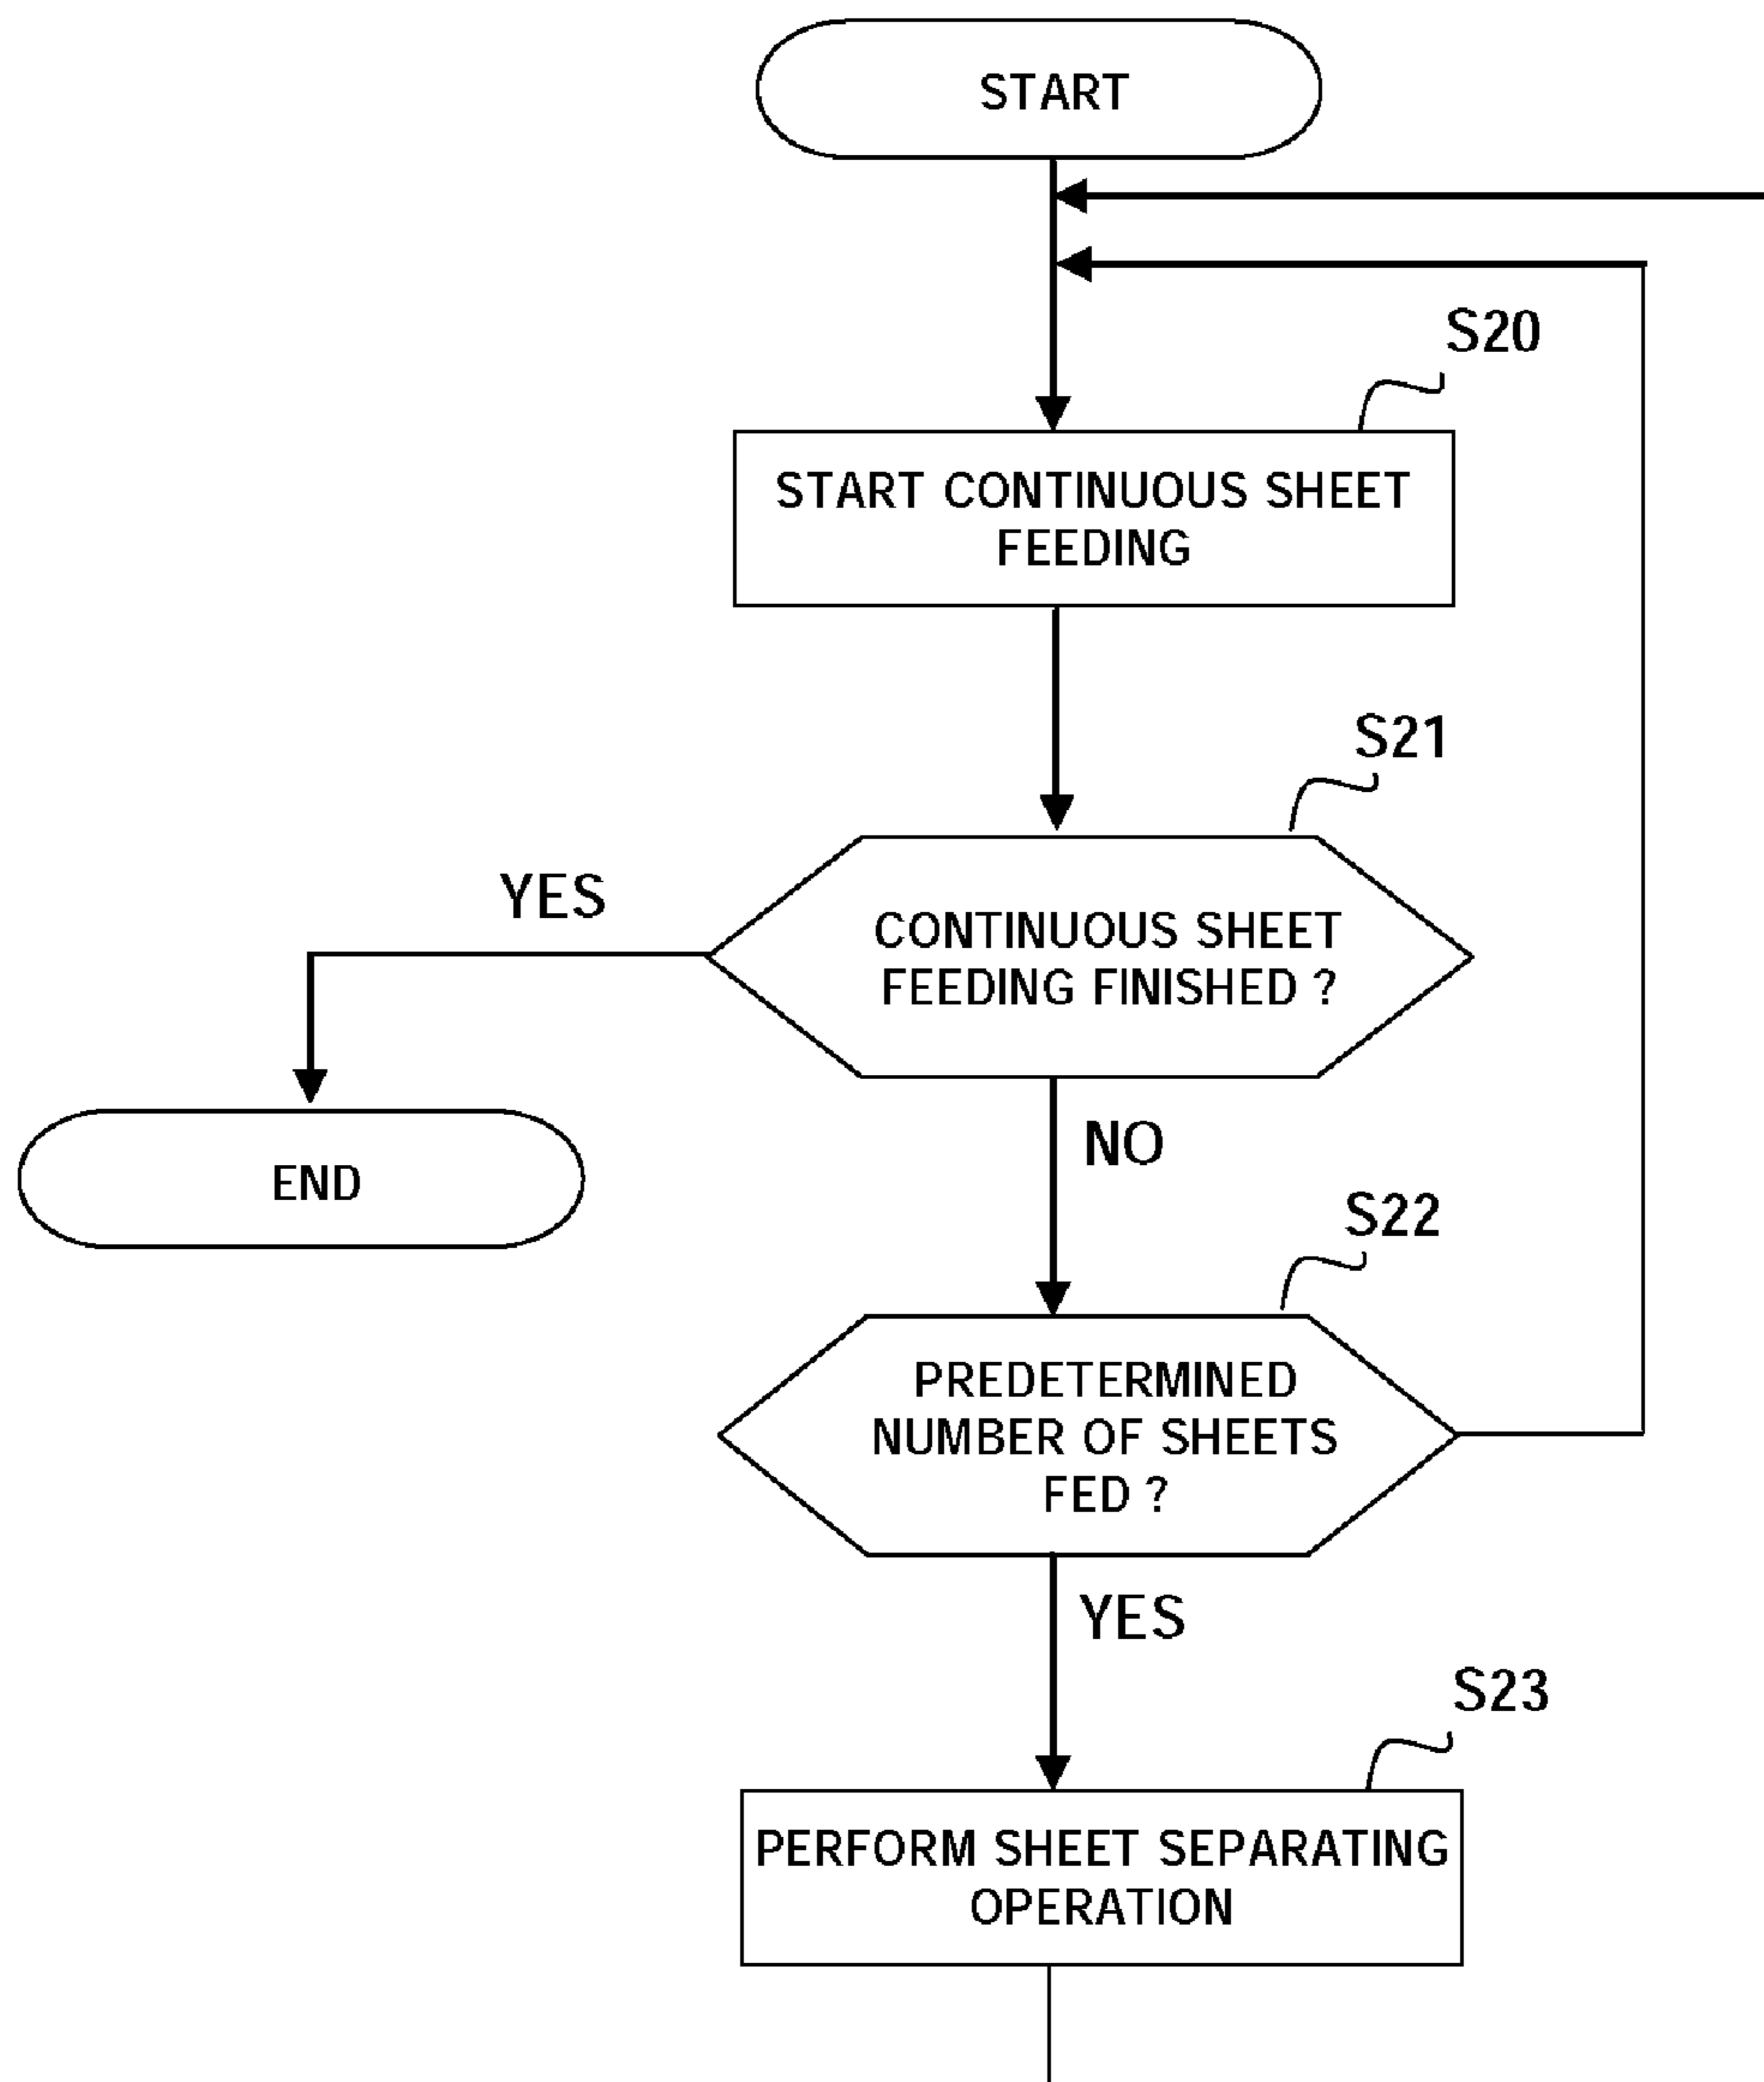 START
S20
START CONTINUOUS SHEET
FEEDING
S21
YES
CONTINUOUS SHEET
FEEDING FINISHED ?
NO
END
S22
PREDETERMINED
NUMBER OF SHEETS
FED ?
YES
S23
PERFORM SHEET SEPARATING
OPERATION